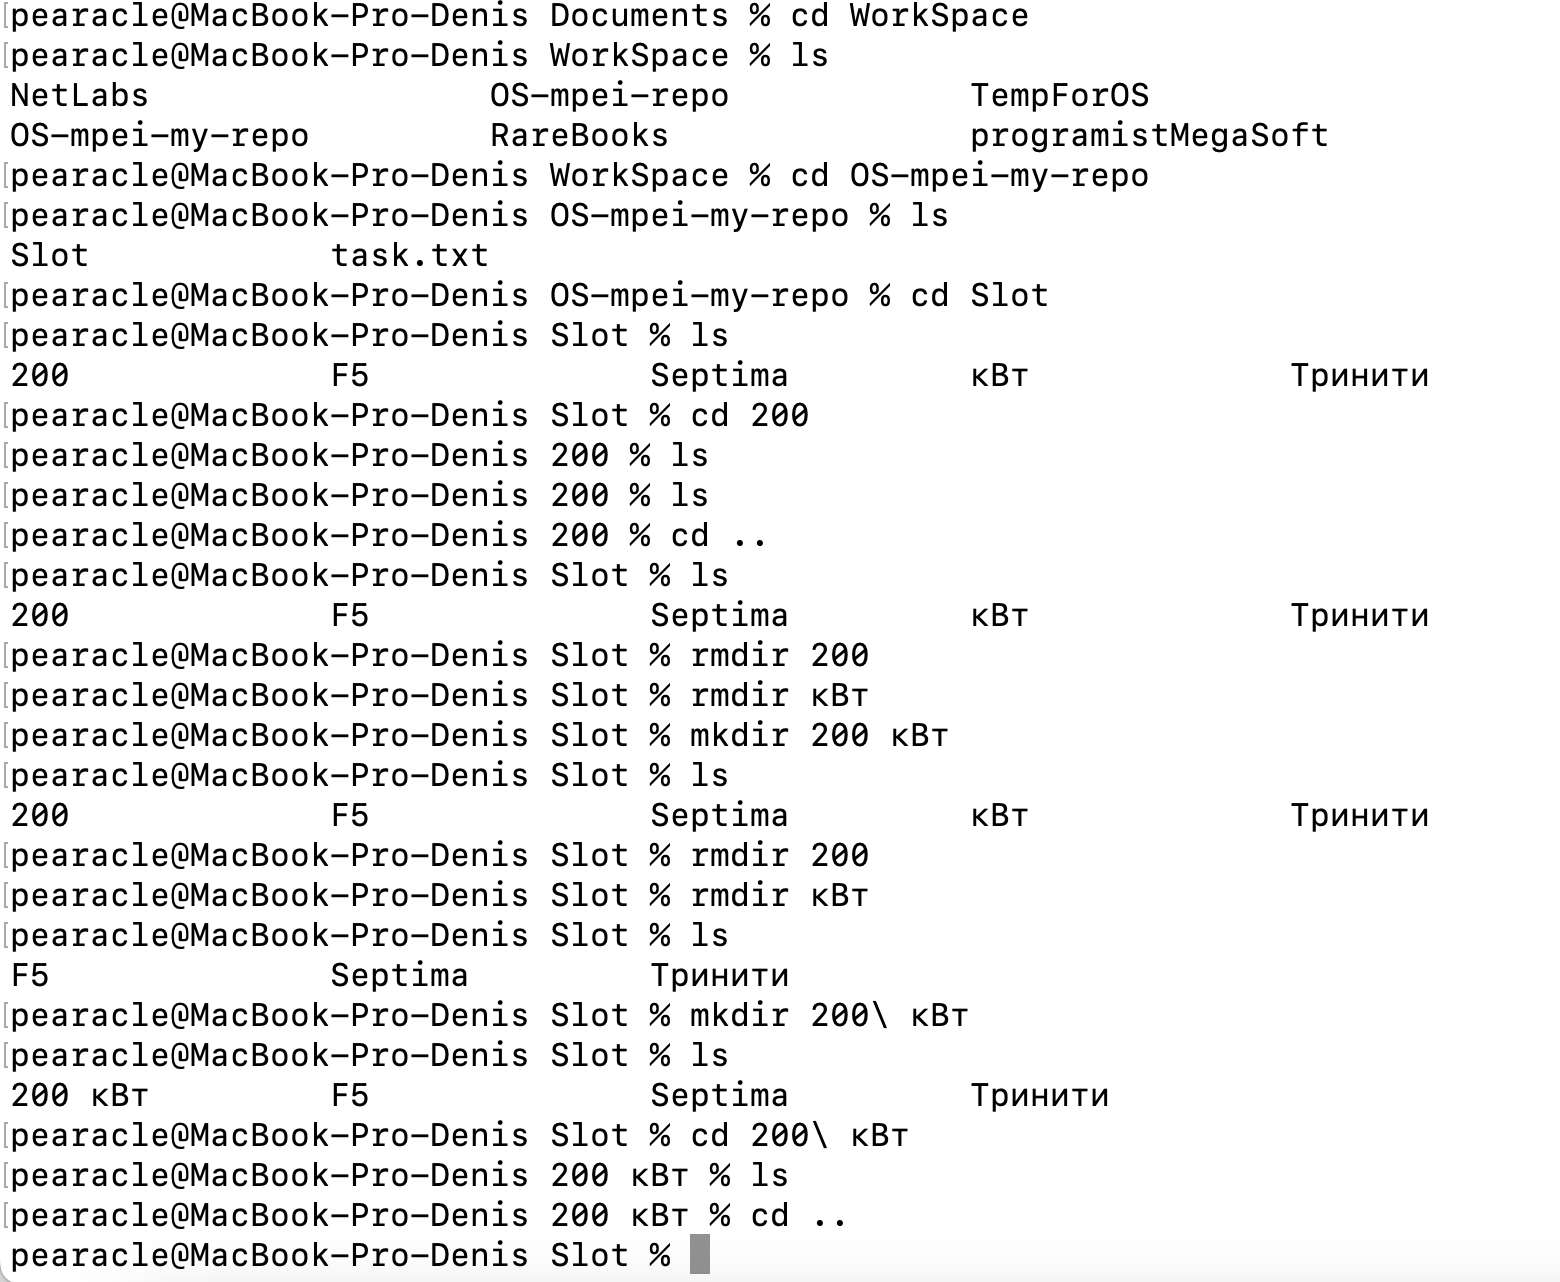 pearacle@MacBook-Pro-Denis Documents % cd WorkSpace
pearacle@MacBook-Pro-Denis WorkSpace % ls
NetLabs OS-mpei-repo TempForOS
OS-mpei-my-repo RareBooks programistMegaSoft
pearacle@MacBook-Pro-Denis WorkSpace % cd OS-mpei-my-repo
pearacle@MacBook-Pro-Denis OS-mpei-my-repo % ls
Slot task.txt
pearacle@MacBook-Pro-Denis OS-mpei-my-repo % cd Slot
pearacle@MacBook-Pro-Denis Slot % ls
200 F5 Septima кВт Тринити
pearacle@MacBook-Pro-Denis Slot % cd 200
pearacle@MacBook-Pro-Denis 200 % ls
pearacle@MacBook-Pro-Denis 200 % ls
pearacle@MacBook-Pro-Denis 200 % cd ..
pearacle@MacBook-Pro-Denis Slot % ls
200 F5 Septima кВт Тринити
pearacle@MacBook-Pro-Denis Slot % rmdir 200
pearacle@MacBook-Pro-Denis Slot % rmdir кВт
pearacle@MacBook-Pro-Denis Slot % mkdir 200 кВт
pearacle@MacBook-Pro-Denis Slot % ls
200 F5 Septima кВт Тринити
pearacle@MacBook-Pro-Denis Slot % rmdir 200
pearacle@MacBook-Pro-Denis Slot % rmdir кВт
pearacle@MacBook-Pro-Denis Slot % ls
F5 Septima Тринити
pearacle@MacBook-Pro-Denis Slot % mkdir 200\ кВт
pearacle@MacBook-Pro-Denis Slot % ls
200 кВт F5 Septima Тринити
pearacle@MacBook-Pro-Denis Slot % cd 200\ кВт
pearacle@MacBook-Pro-Denis 200 кВт % ls
pearacle@MacBook-Pro-Denis 200 кВт % cd ..
pearacle@MacBook-Pro-Denis Slot %